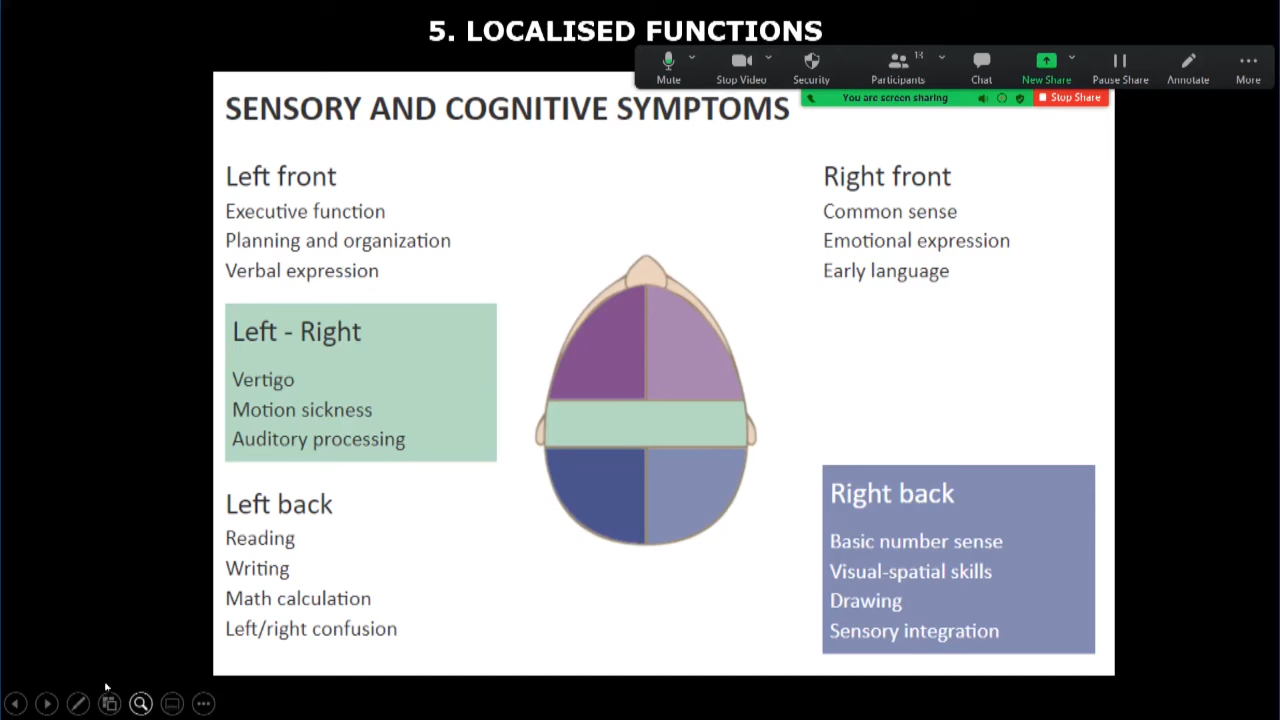 5. LOCALISED FUNCTIONS
Mute
Stop Video
Security
Participants
13
Chat
New Share
Pause Share
Annotate
More
You are screen sharing
Stop Share
SENSORY AND COGNITIVE SYMPTOMS
Left front
Executive function
Planning and organization
Verbal expression
Right front
Common sense
Emotional expression
Early language
Left - Right
Vertigo
Motion sickness
Auditory processing
Left back
Reading
Writing
Math calculation
Left/right confusion
Right back
Basic number sense
Visual-spatial skills
Drawing
Sensory integration